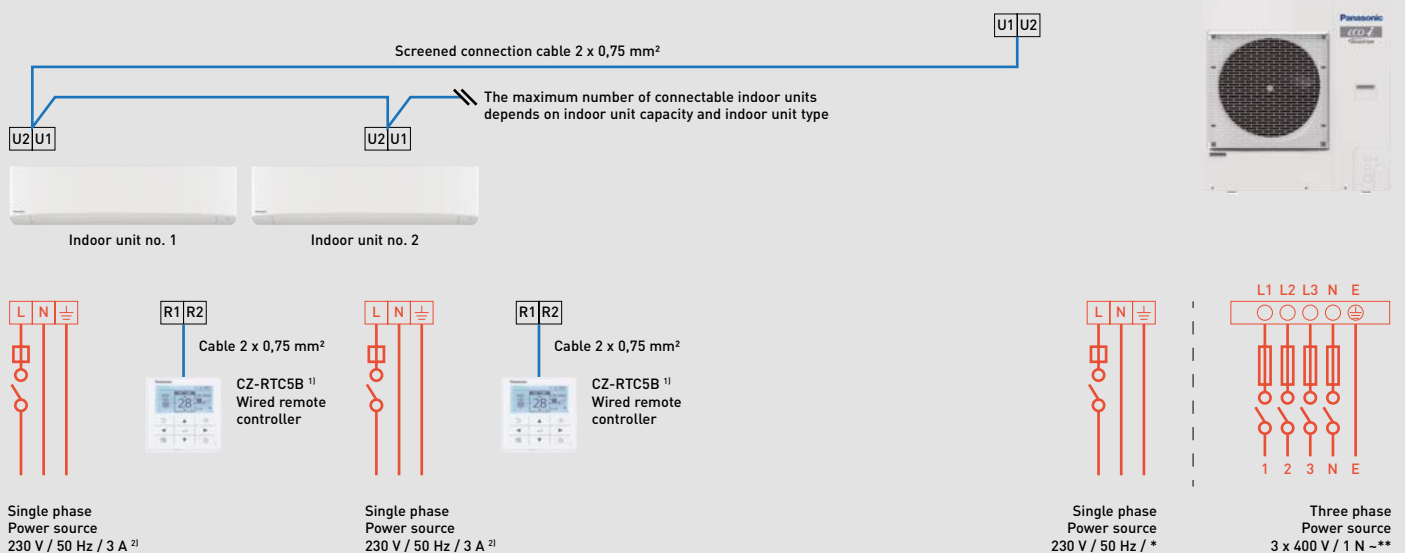 U1 U2
Panasonic
ECO i
Screened connection cable 2 x 0,75 mm²
The maximum number of connectable indoor units
depends on indoor unit capacity and indoor unit type
U2 U1
U2 U1
Indoor unit no. 1
Indoor unit no. 2
L N
R1 R2
L N
R1 R2
L N
L1 L2 L3 N E
Cable 2 x 0,75 mm²
Cable 2 x 0,75 mm²
CZ-RTC5B ¹⁾
Wired remote
controller
28
CZ-RTC5B ¹⁾
Wired remote
controller
28
1 2 3 N E
Single phase
Power source
230 V / 50 Hz / 3 A ²⁾
Single phase
Power source
230 V / 50 Hz / 3 A ²⁾
Single phase
Power source
230 V / 50 Hz / *
Three phase
Power source
3 x 400 V / 1 N ~**